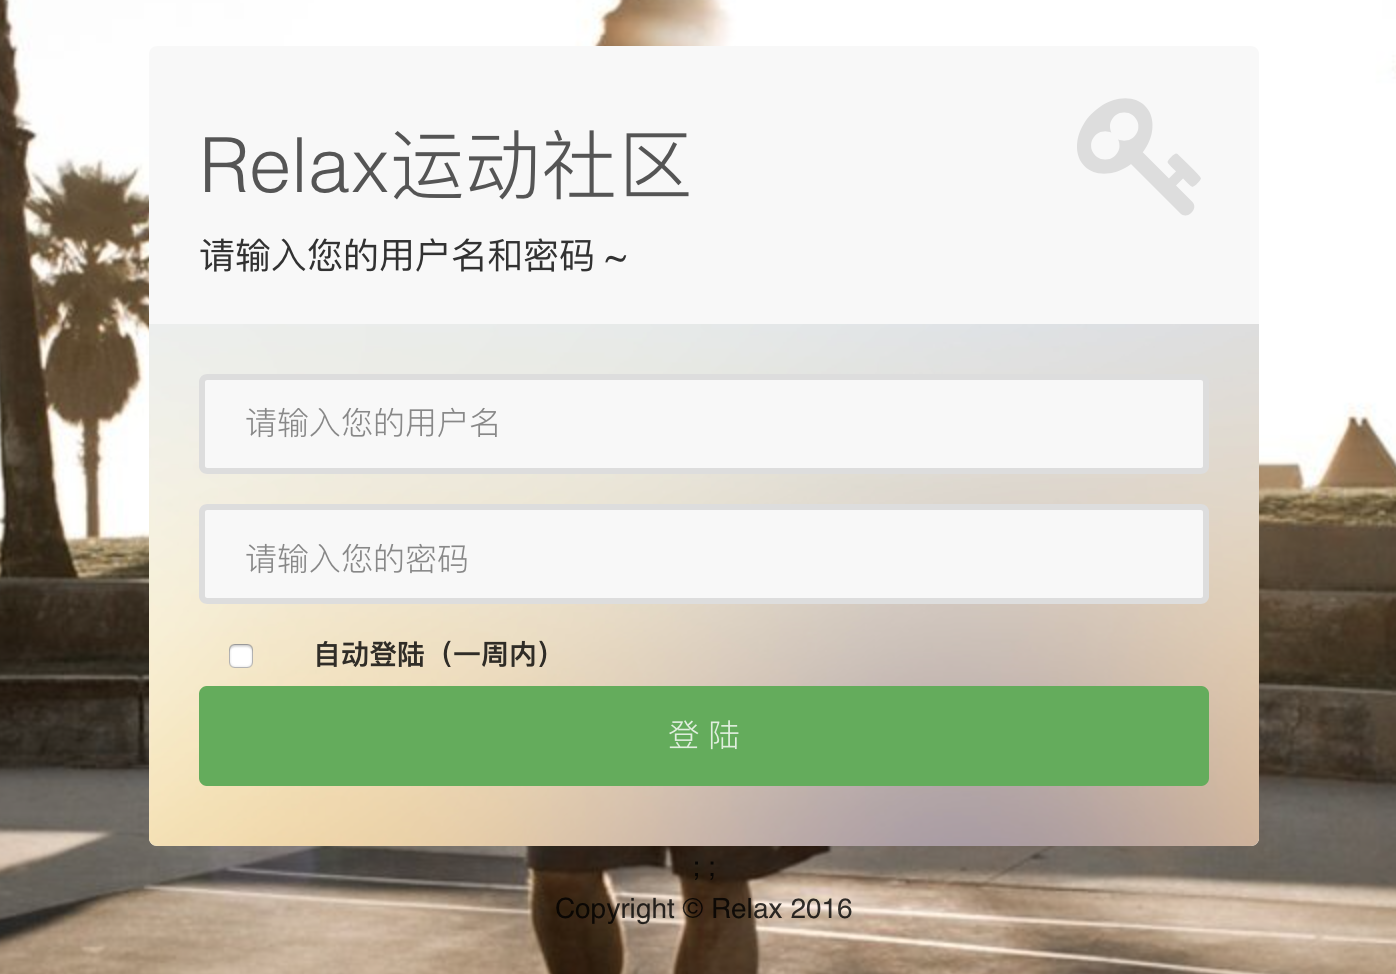 Relax运动社区
请输入您的用户名和密码 ~
请输入您的用户名
请输入您的密码
自动登陆（一周内）
登 陆
; ;
Copyright © Relax 2016